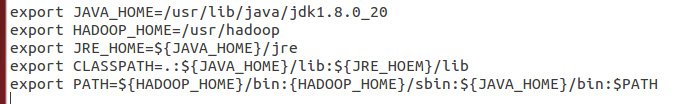 export JAVA_HOME=/usr/lib/java/jdk1.8.0_20
export HADOOP_HOME=/usr/hadoop
export JRE_HOME=${JAVA_HOME}/jre
export CLASSPATH=.:${JAVA_HOME}/lib:${JRE_HOEM}/lib
export PATH=${HADOOP_HOME}/bin:{HADOOP_HOME}/sbin:${JAVA_HOME}/bin:$PATH